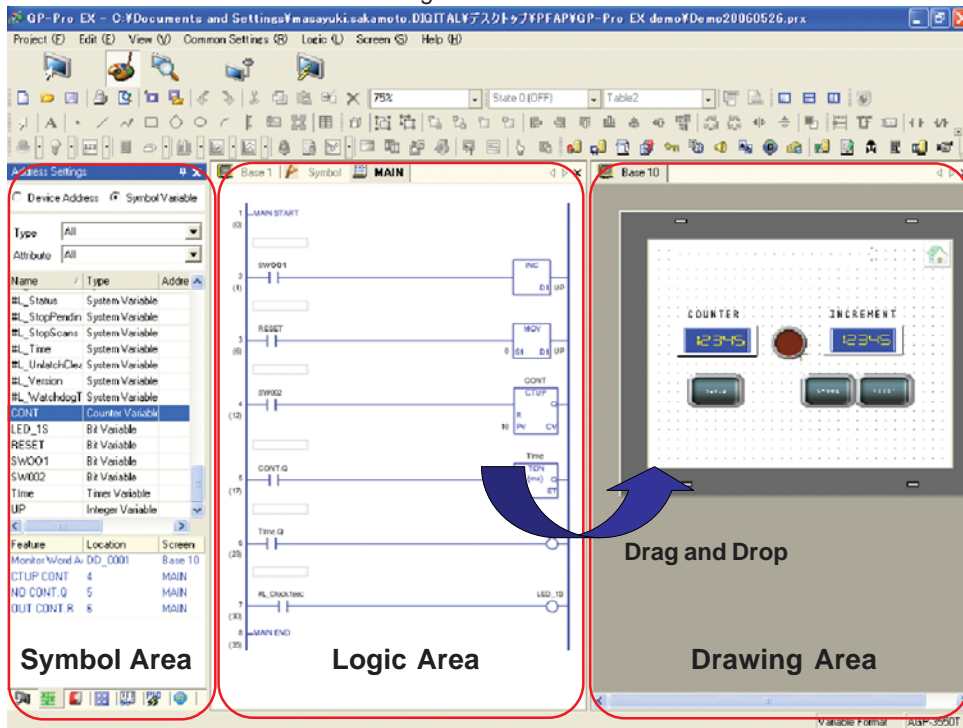 GP-Pro EX - C:¥Documents and Settings¥masayuki.sakamoto.DIGITAL¥デスクトップ¥PFAP¥GP-Pro EX demo¥Demo20060526.prx
Project (F) Edit (E) View (V) Common Settings (R) Logic (L) Screen (S) Help (H)
75%
State 0 (OFF)
Table2
Address Settings
Device Address Symbol Variable
Type All
Attribute All
Name / Type Addre
#L_Status System Variable
#L_StopPendin System Variable
#L_StopScans System Variable
#L_Time System Variable
#L_UnlatchClea System Variable
#L_Version System Variable
#L_WatchdogT System Variable
CONT Counter Variable
LED_1S Bit Variable
RESET Bit Variable
SW001 Bit Variable
SW002 Bit Variable
TIme Timer Variable
UP Integer Variable
Feature Location Screen
Monitor Word A DD_0001 Base 10
CTUP CONT 4 MAIN
NO CONT.Q 5 MAIN
OUT CONT.R 6 MAIN
Symbol Area
Base 1 Symbol MAIN
1 MAIN START
(0)
SW001 INC
2
(1) D1 UP
RESET MOV
3
(6) 0 S1 D1 UP
CONT
SW002 CTUP
4 Q
(12) R
10 PV CV
Time
CONT.Q TON
5 (ms) Q
(17) ET
Time.Q
6
(23)
#L_Clock1sec LED_1S
7
(30)
8 MAIN END
(35)
Logic Area
Base 10
COUNTER INCREMENT
12345 12345
Drag and Drop
Drawing Area
Variable Format AGP-3550T